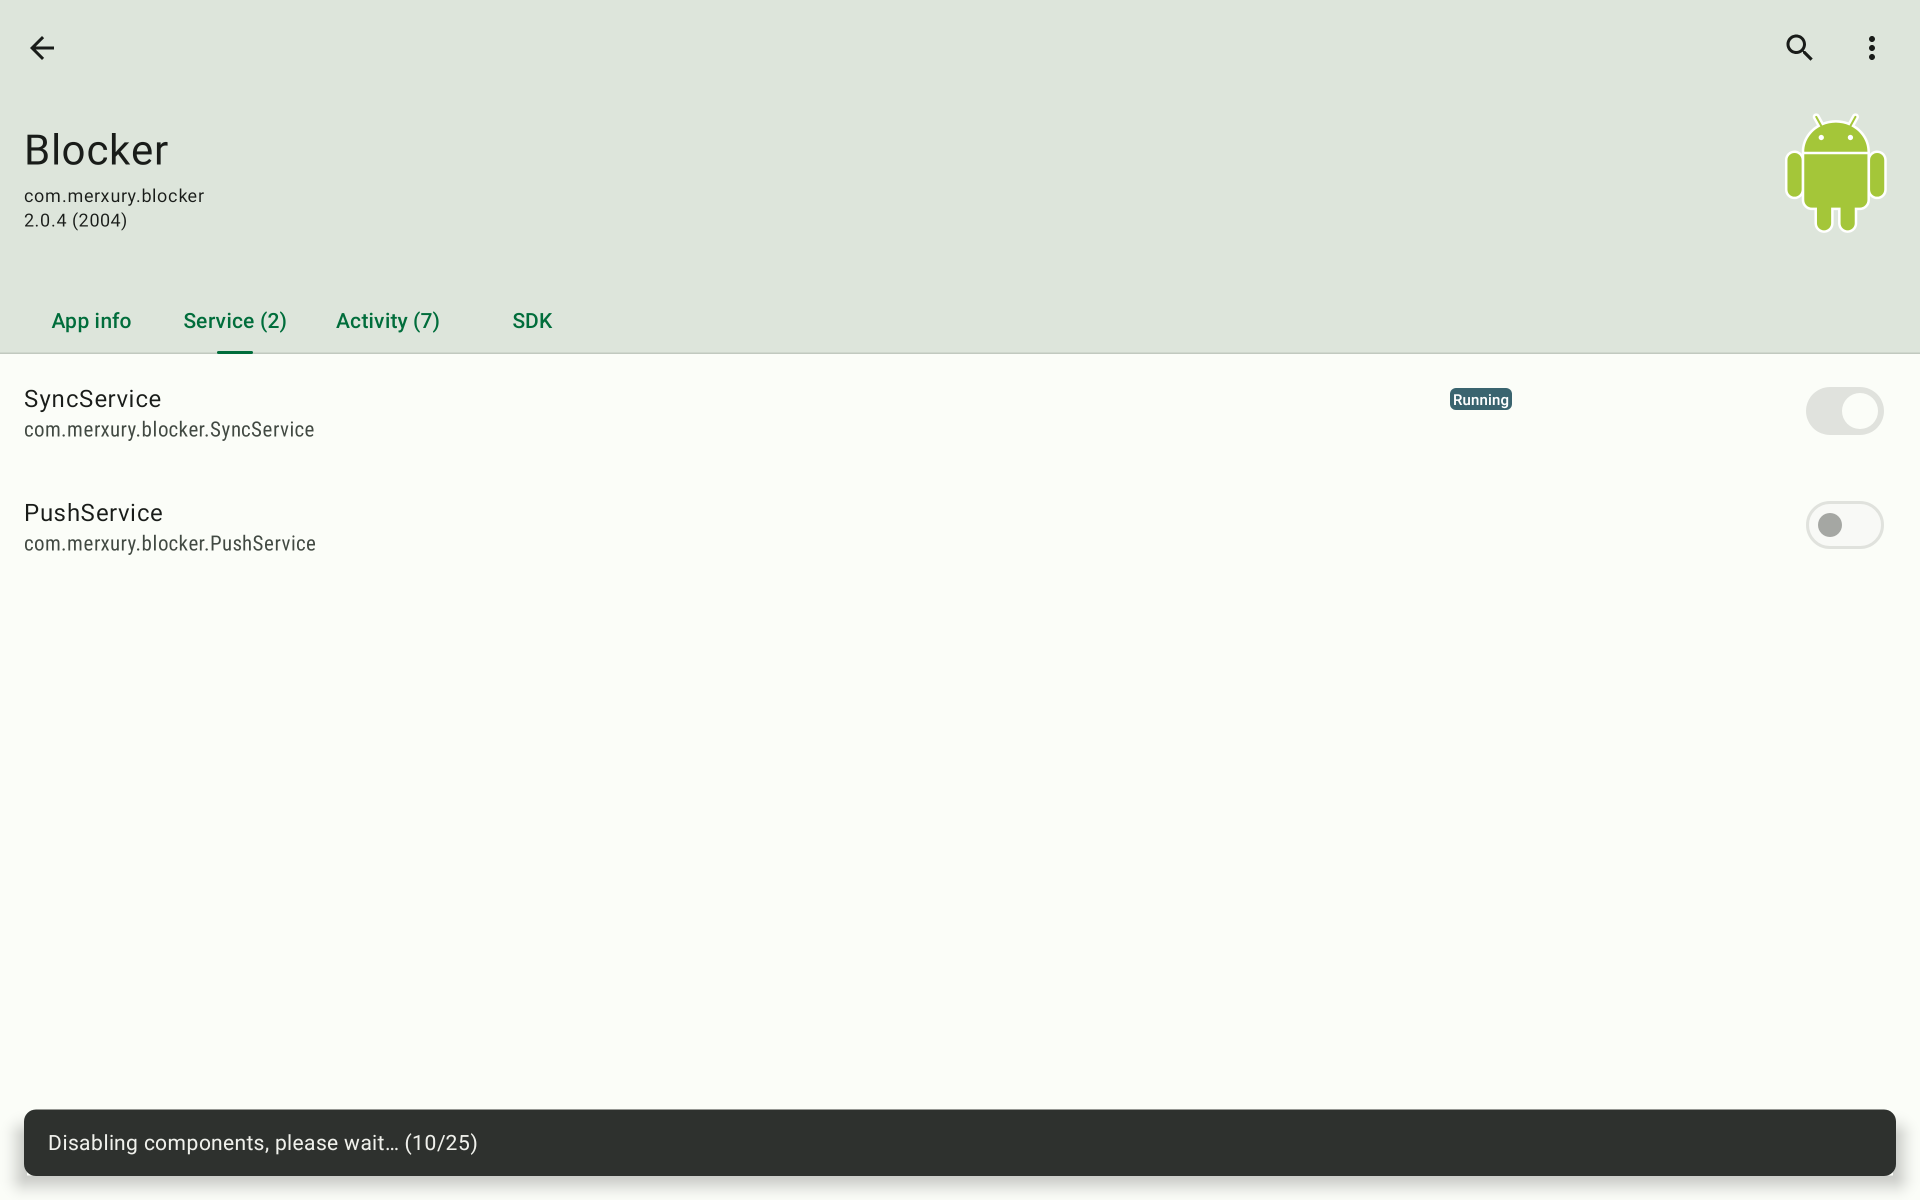 Blocker
com.merxury.blocker
2.0.4 (2004)
App info
Service (2)
Activity (7)
SDK
SyncService
Running
com.merxury.blocker.SyncService
PushService
com.merxury.blocker.PushService
Disabling components, please wait… (10/25)